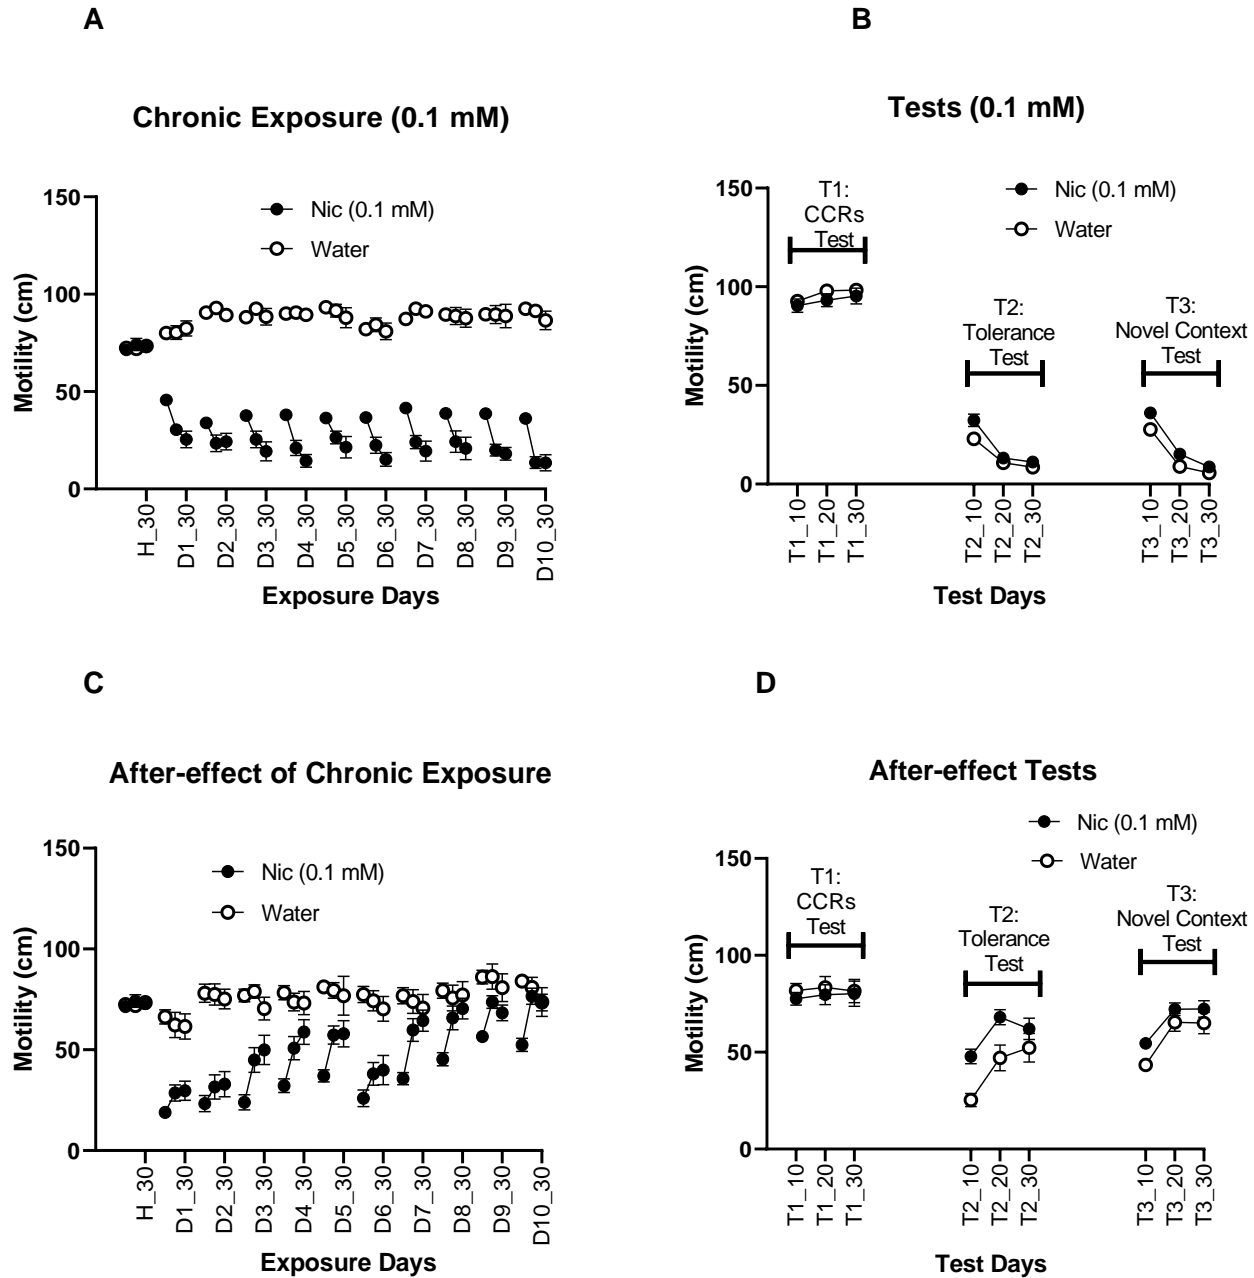 A
Chronic Exposure (0.1 mM)
Nic (0.1 mM)
Water
150
100
50
0
Motility (cm)
H_30
D1_30
D2_30
D3_30
D4_30
D5_30
D6_30
D7_30
D8_30
D9_30
D10_30
Exposure Days
B
Tests (0.1 mM)
Nic (0.1 mM)
Water
T1:
CCRs
Test
T2:
Tolerance
Test
T3:
Novel Context
Test
150
100
50
0
Motility (cm)
T1_10
T1_20
T1_30
T2_10
T2_20
T2_30
T3_10
T3_20
T3_30
Test Days
C
After-effect of Chronic Exposure
Nic (0.1 mM)
Water
150
100
50
0
Motility (cm)
H_30
D1_30
D2_30
D3_30
D4_30
D5_30
D6_30
D7_30
D8_30
D9_30
D10_30
Exposure Days
D
After-effect Tests
Nic (0.1 mM)
Water
T1:
CCRs
Test
T2:
Tolerance
Test
T3:
Novel Context
Test
150
100
50
0
Motility (cm)
T1_10
T1_20
T1_30
T2_10
T2_20
T2_30
T3_10
T3_20
T3_30
Test Days